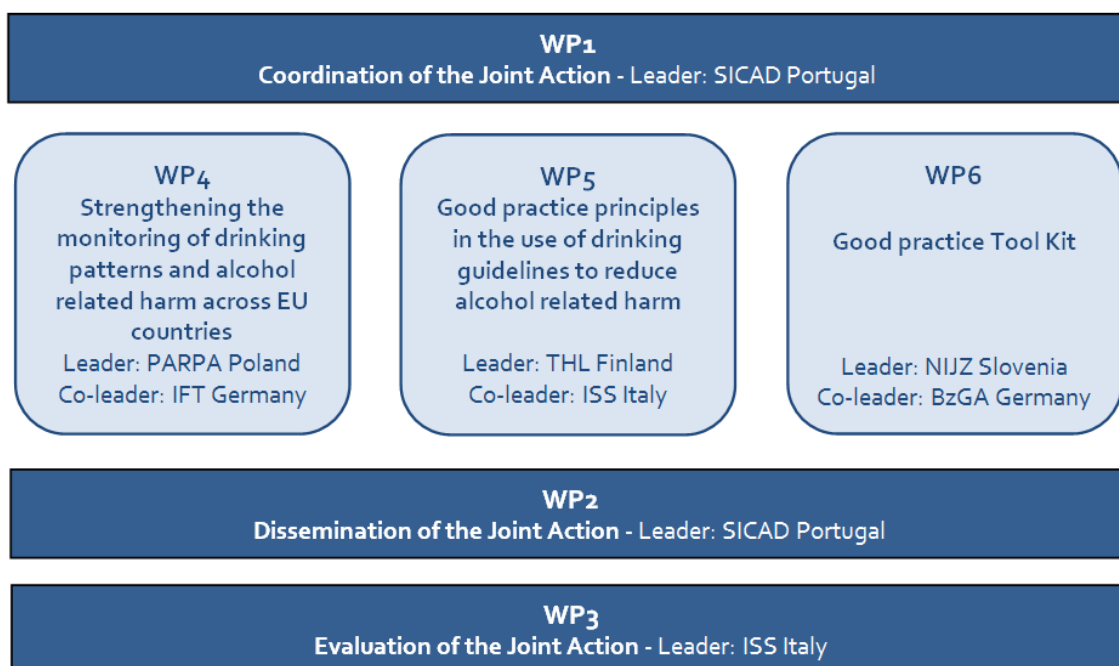 WP1
Coordination of the Joint Action - Leader: SICAD Portugal
WP4
Strengthening the
monitoring of drinking
patterns and alcohol
related harm across EU
countries
Leader: PARPA Poland
Co-leader: IFT Germany
WP5
Good practice principles
in the use of drinking
guidelines to reduce
alcohol related harm
Leader: THL Finland
Co-leader: ISS Italy
WP6
Good practice Tool Kit
Leader: NIJZ Slovenia
Co-leader: BzGA Germany
WP2
Dissemination of the Joint Action - Leader: SICAD Portugal
WP3
Evaluation of the Joint Action - Leader: ISS Italy